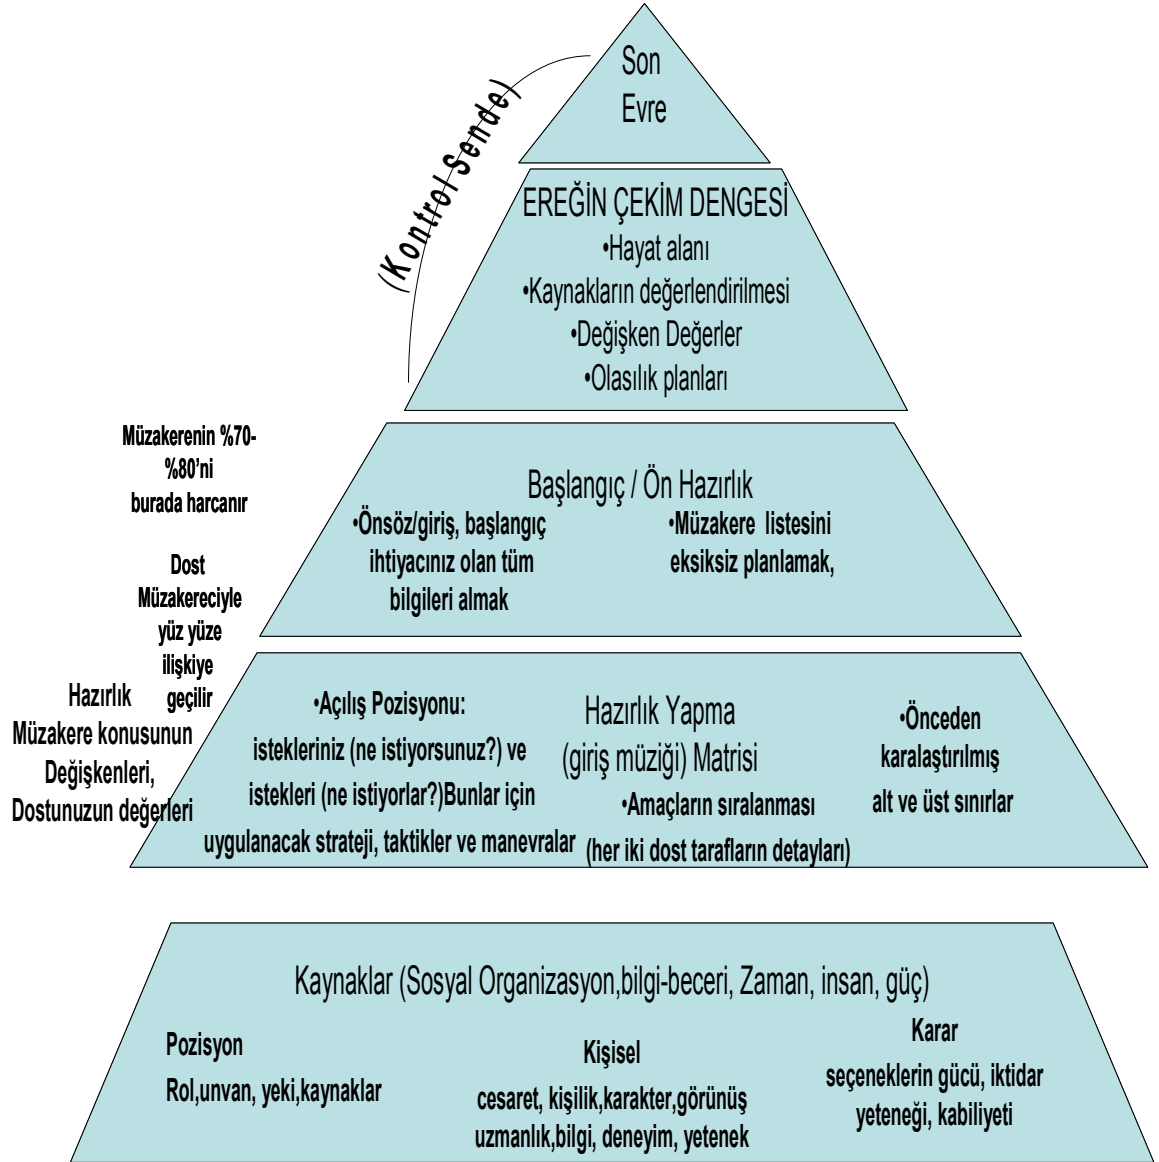 Son
Evre
(Kontrol Sende)
EREĞİN ÇEKİM DENGESİ
•Hayat alanı
•Kaynakların değerlendirilmesi
•Değişken Değerler
•Olasılık planları
Müzakerenin %70-
%80’ni
burada harcanır
Başlangıç / Ön Hazırlık
•Önsöz/giriş, başlangıç
ihtiyacınız olan tüm
bilgileri almak
•Müzakere listesini
eksiksiz planlamak,
Dost
Müzakereciyle
yüz yüze
ilişkiye
geçilir
Hazırlık
Müzakere konusunun
Değişkenleri,
Dostunuzun değerleri
•Açılış Pozisyonu:
istekleriniz (ne istiyorsunuz?) ve
istekleri (ne istiyorlar?)Bunlar için
uygulanacak strateji, taktikler ve manevralar
Hazırlık Yapma
(giriş müziği) Matrisi
•Amaçların sıralanması
(her iki dost tarafların detayları)
•Önceden
karalaştırılmış
alt ve üst sınırlar
Kaynaklar (Sosyal Organizasyon,bilgi-beceri, Zaman, insan, güç)
Pozisyon
Rol,unvan, yeki,kaynaklar
Kişisel
cesaret, kişilik,karakter,görünüş
uzmanlık,bilgi, deneyim, yetenek
Karar
seçeneklerin gücü, iktidar
yeteneği, kabiliyeti